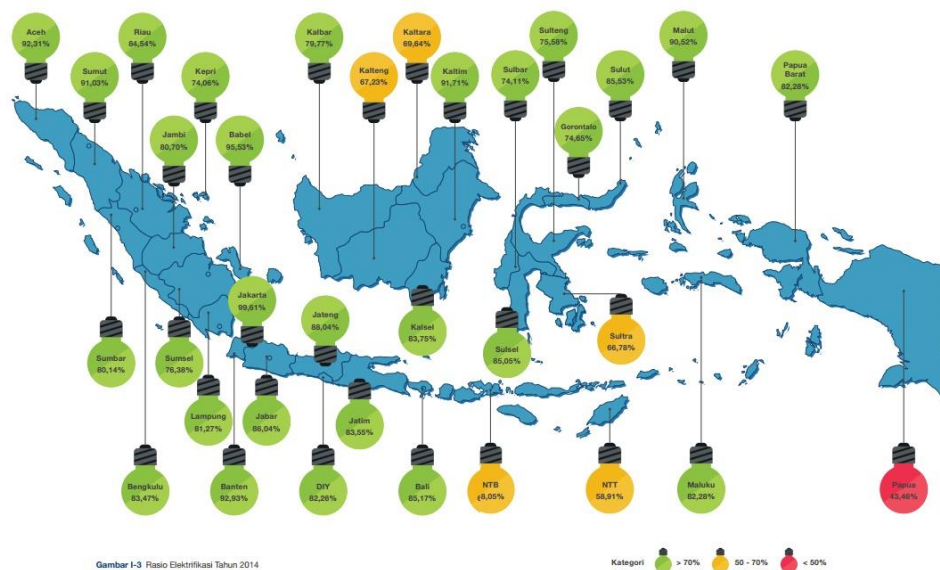 Aceh
92,31%
Riau
84,54%
Kalbar
79,77%
Kaltara
69,64%
Sulteng
75,58%
Malut
90,52%
Sumut
91,03%
Kepri
74,06%
Kalteng
67,23%
Kaltim
91,71%
Sulbar
74,11%
Sulut
85,53%
Papua
Barat
82,28%
Jambi
80,70%
Babel
95,53%
Gorontalo
74,65%
Jakarta
99,61%
Jateng
88,04%
Kalsel
83,75%
Sulsel
85,05%
Sultra
66,78%
Sumbar
80,14%
Sumsel
76,38%
Lampung
81,27%
Jabar
86,04%
Jatim
83,55%
Bengkulu
83,47%
Banten
92,93%
DIY
82,26%
Bali
85,17%
NTB
NTT
58,91%
Maluku
82,28%
Papua
43,46%
Gambar I-3 Rasio Elektrifikasi Tahun 2014
Kategori > 70% 50 - 70% < 50%